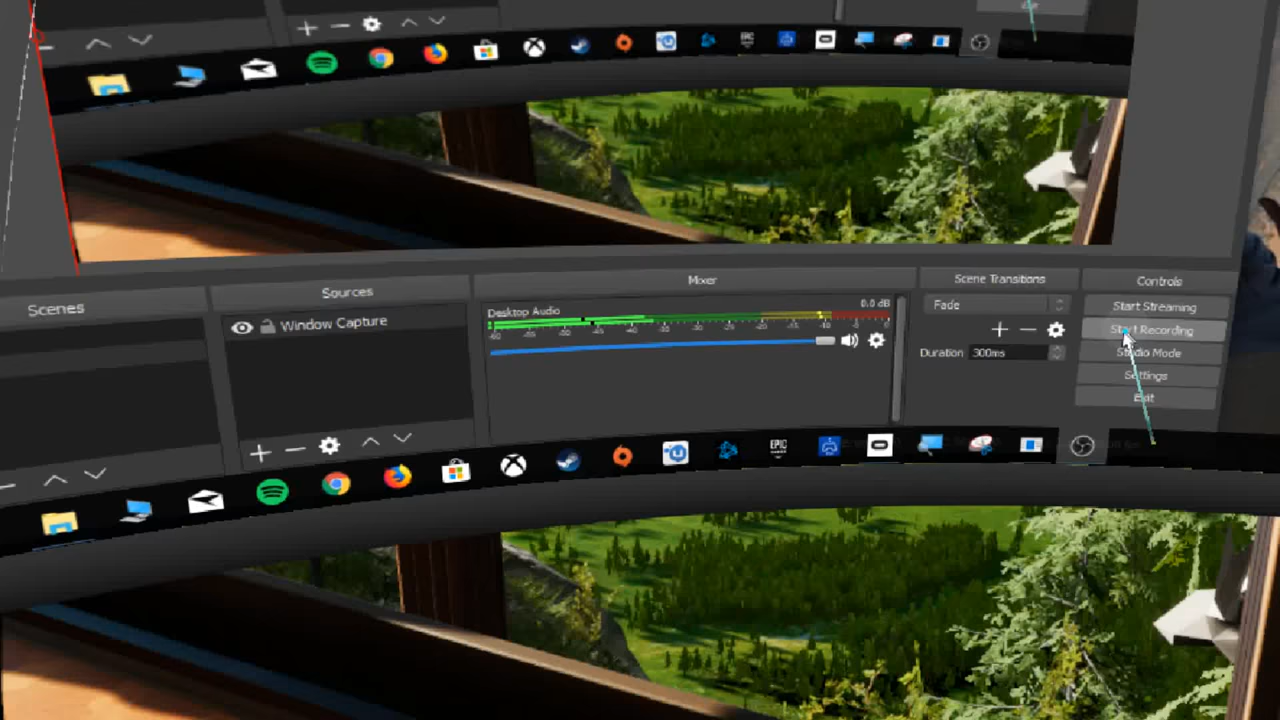 Scenes
Sources
Mixer
Scene Transitions
Controls
Window Capture
Desktop Audio
0.0 dB
Fade
Start Streaming
Start Recording
Duration
300ms
Studio Mode
Settings
Exit
EPIC